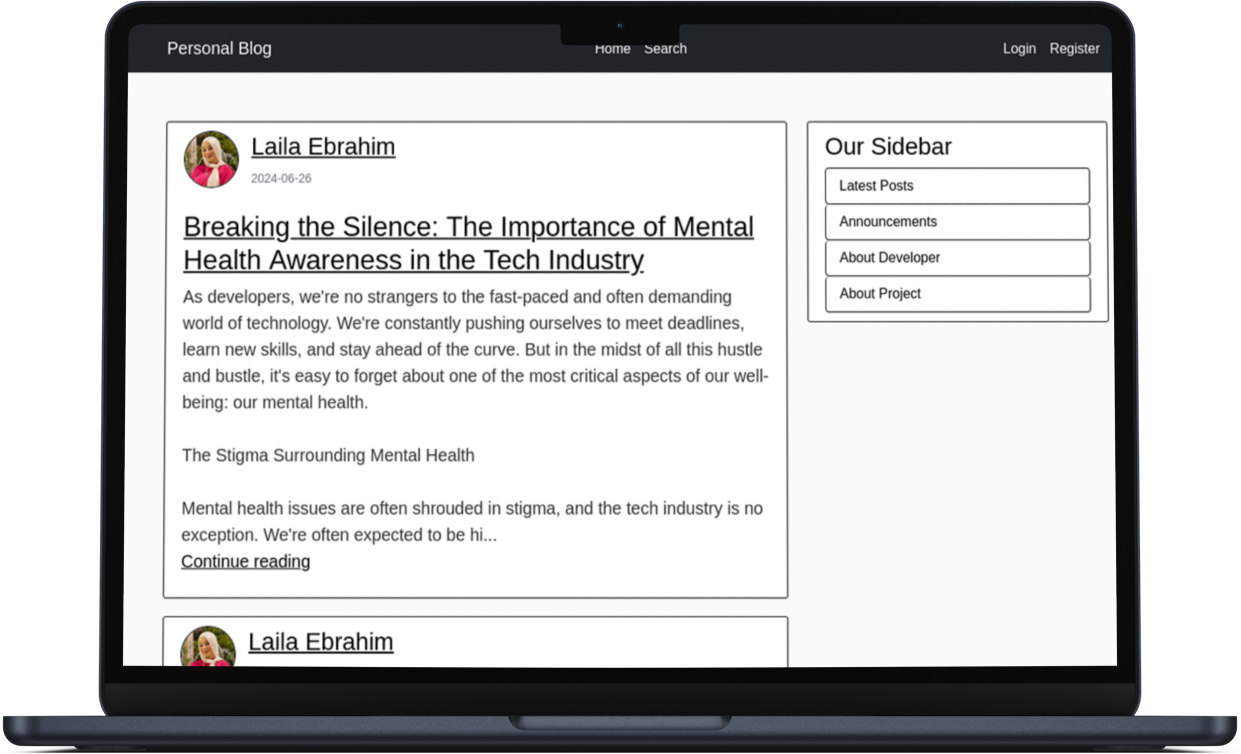 Personal Blog
Home Search
Login Register
Laila Ebrahim
2024-06-26
Breaking the Silence: The Importance of Mental
Health Awareness in the Tech Industry
As developers, we're no strangers to the fast-paced and often demanding
world of technology. We're constantly pushing ourselves to meet deadlines,
learn new skills, and stay ahead of the curve. But in the midst of all this hustle
and bustle, it's easy to forget about one of the most critical aspects of our well-
being: our mental health.
The Stigma Surrounding Mental Health
Mental health issues are often shrouded in stigma, and the tech industry is no
exception. We're often expected to be hi...
Continue reading
Laila Ebrahim
Our Sidebar
Latest Posts
Announcements
About Developer
About Project